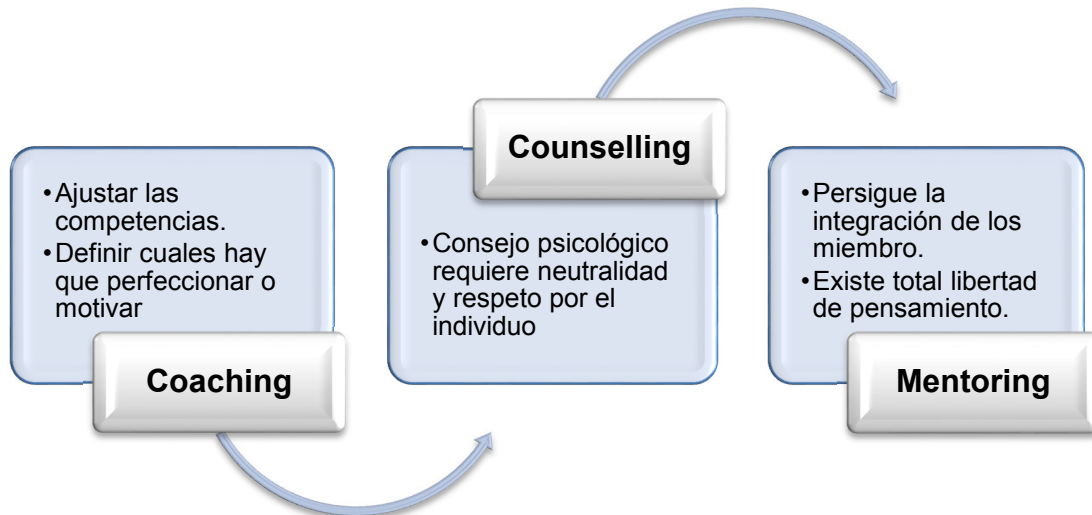 •Ajustar las
competencias.
•Definir cuales hay
que perfeccionar o
motivar
Coaching
Counselling
•Consejo psicológico
requiere neutralidad
y respeto por el
individuo
•Persigue la
integración de los
miembro.
•Existe total libertad
de pensamiento.
Mentoring